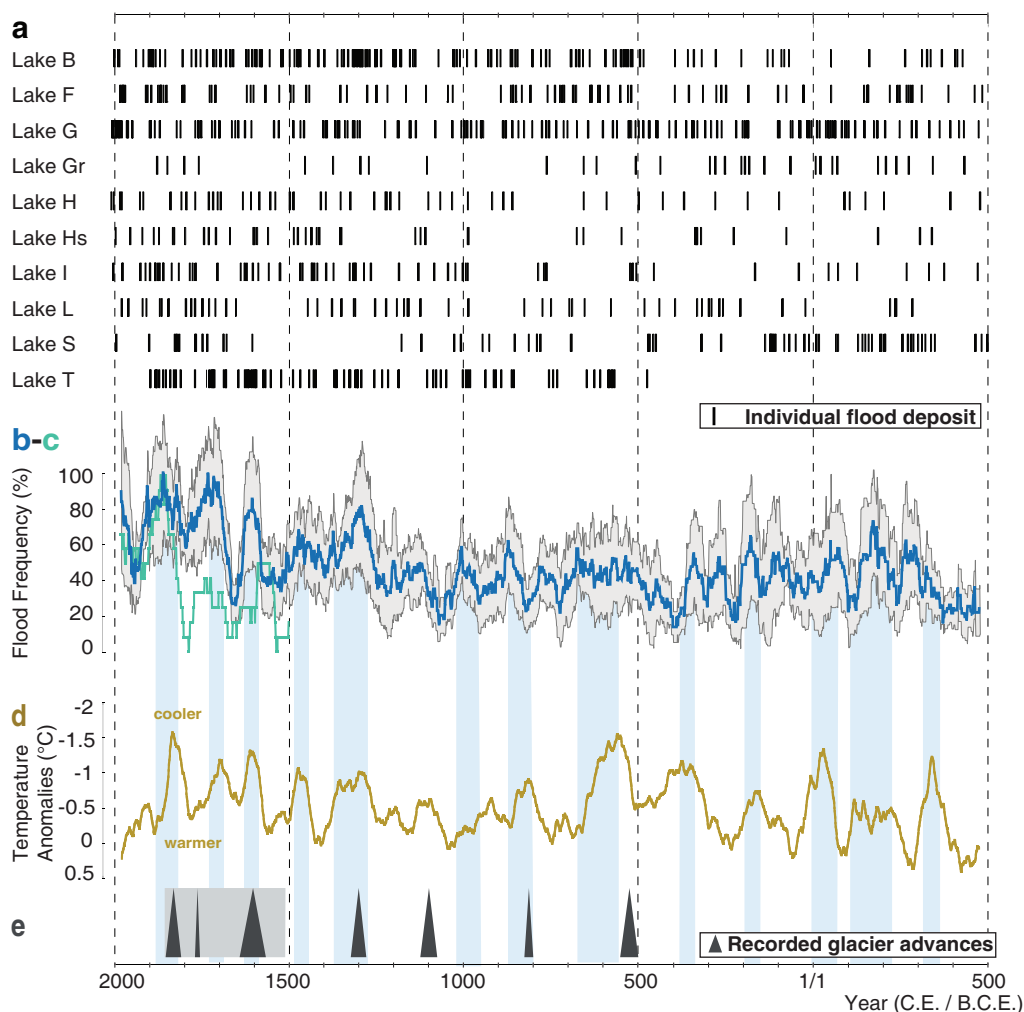 a
Lake B
Lake F
Lake G
Lake Gr
Lake H
Lake Hs
Lake I
Lake L
Lake S
Lake T
Individual flood deposit
b-c
Flood Frequency (%)
100
80
60
40
20
0
d
Temperature
Anomalies (°C)
-2
-1.5
-1
-0.5
0
0.5
cooler
warmer
e
Recorded glacier advances
2000
1500
1000
500
1/1
500
Year (C.E. / B.C.E.)